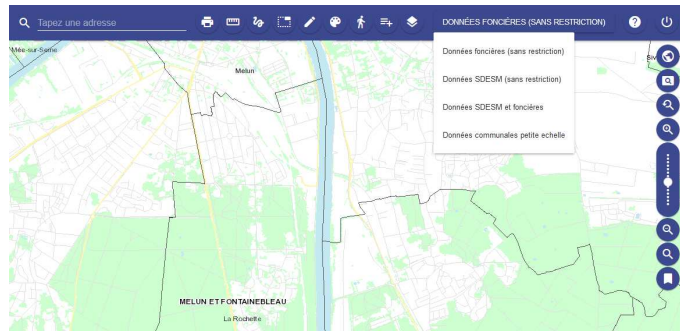 Tapez une adresse
DONNÉES FONCIÈRES (SANS RESTRICTION)
Données foncières (sans restriction)
Données SDESM (sans restriction)
Données SDESM et foncières
Données communales petite echelle
Mée-sur-Seine
Melun
MELUN ET FONTAINEBLEAU
La Rochette